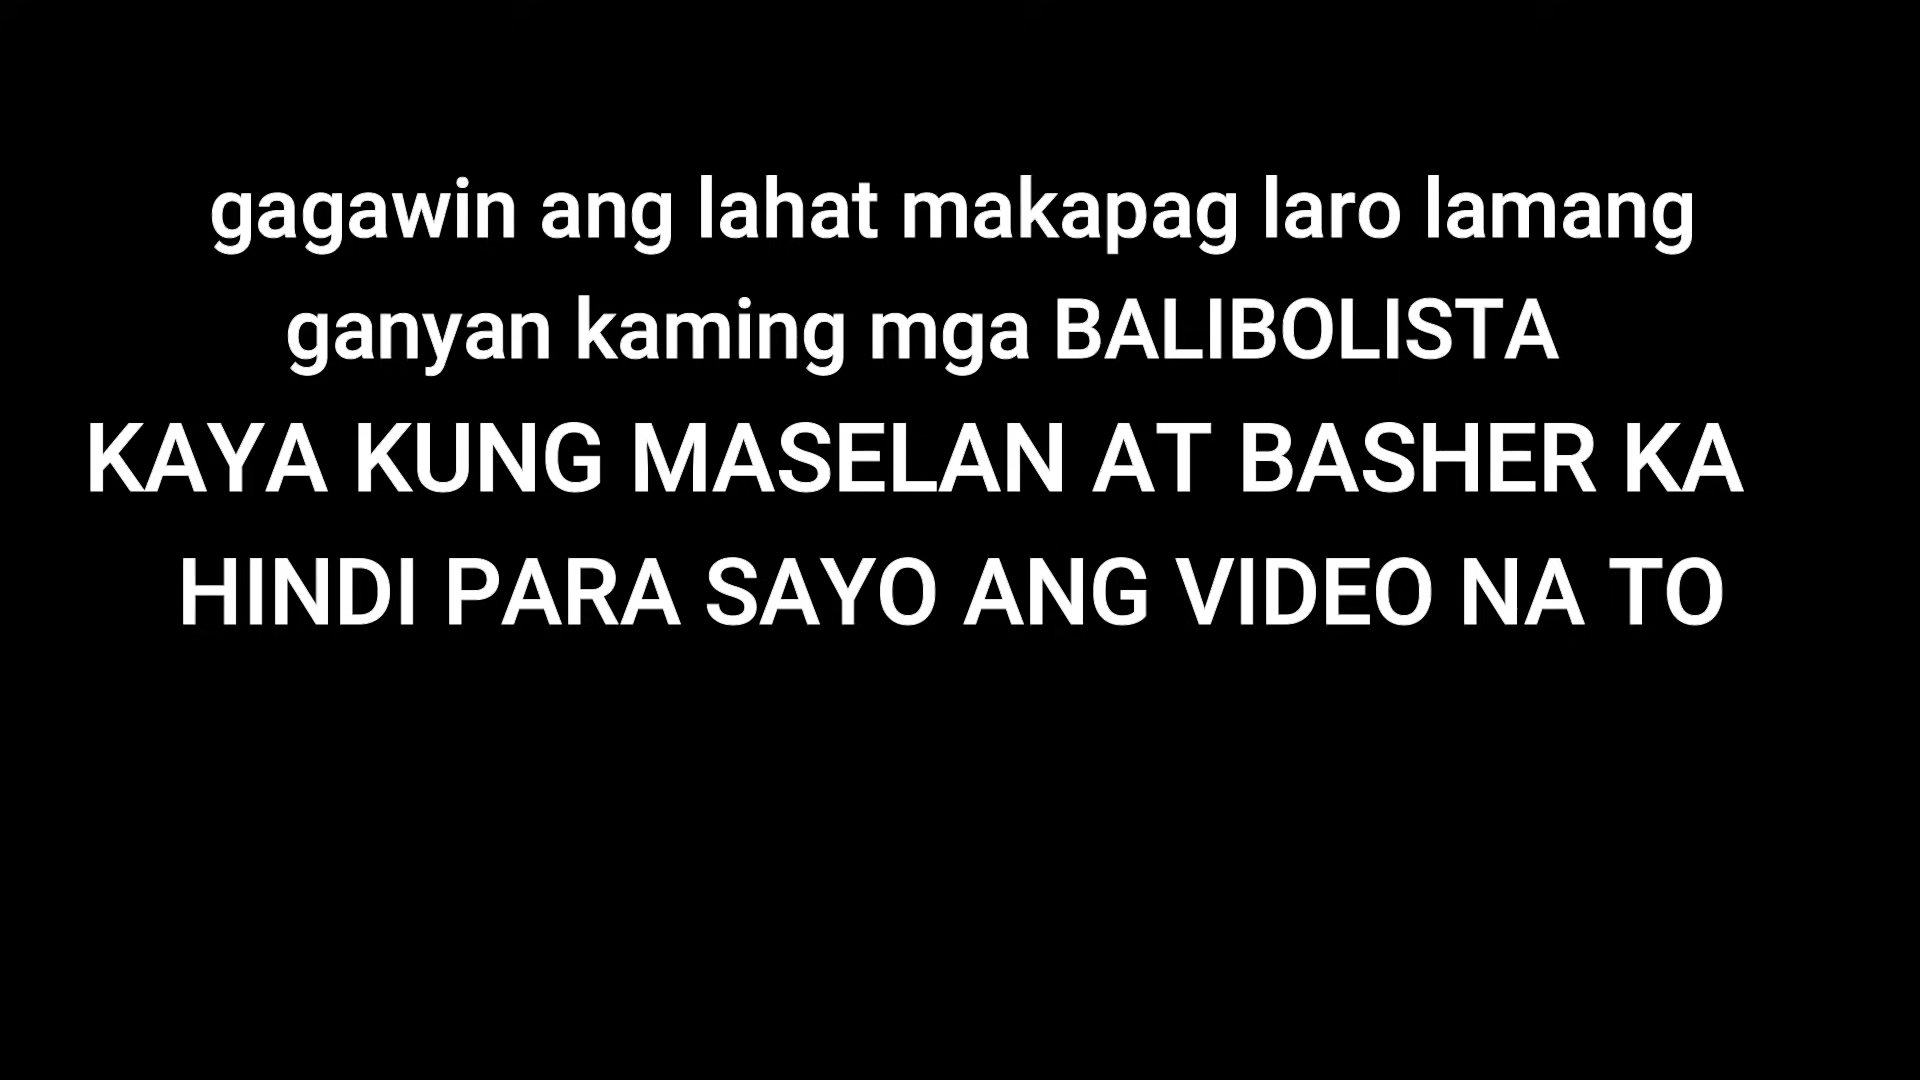 gagawin ang lahat makapag laro lamang
ganyan kaming mga BALIBOLISTA
KAYA KUNG MASELAN AT BASHER KA
HINDI PARA SAYO ANG VIDEO NA TO